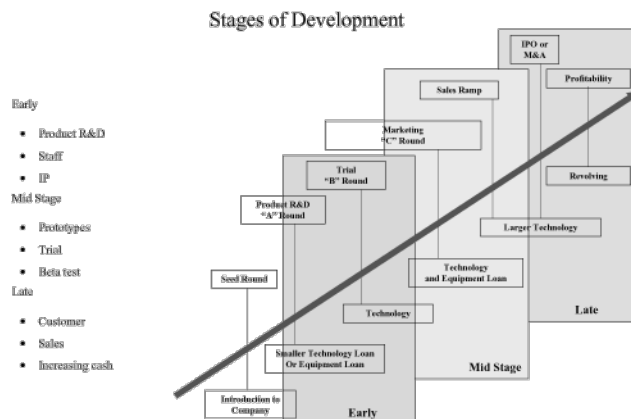 Stages of Development
Early
• Product R&D
• Staff
• IP
Mid Stage
• Prototypes
• Trial
• Beta test
Late
• Customer
• Sales
• Increasing cash
IPO or
M&A
Profitability
Sales Ramp
Marketing
"C" Round
Trial
"B" Round
Revolving
Product R&D
"A" Round
Larger Technology
Seed Round
Technology
and Equipment Loan
Technology
Late
Smaller Technology Loan
Or Equipment Loan
Mid Stage
Introduction to
Company
Early